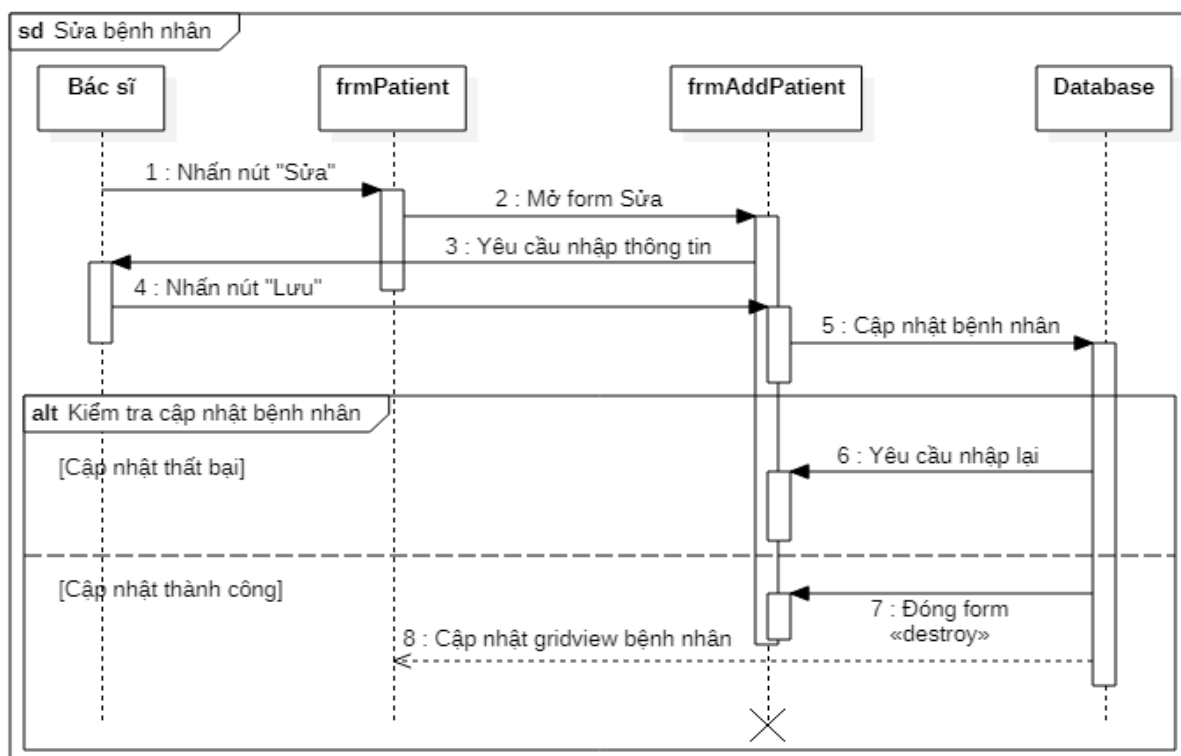 sd Sửa bệnh nhân
Bác sĩ
frmPatient
frmAddPatient
Database
1 : Nhấn nút "Sửa"
2 : Mở form Sửa
3 : Yêu cầu nhập thông tin
4 : Nhấn nút "Lưu"
5 : Cập nhật bệnh nhân
alt Kiểm tra cập nhật bệnh nhân
[Cập nhật thất bại]
6 : Yêu cầu nhập lại
[Cập nhật thành công]
7 : Đóng form
«destroy»
8 : Cập nhật gridview bệnh nhân